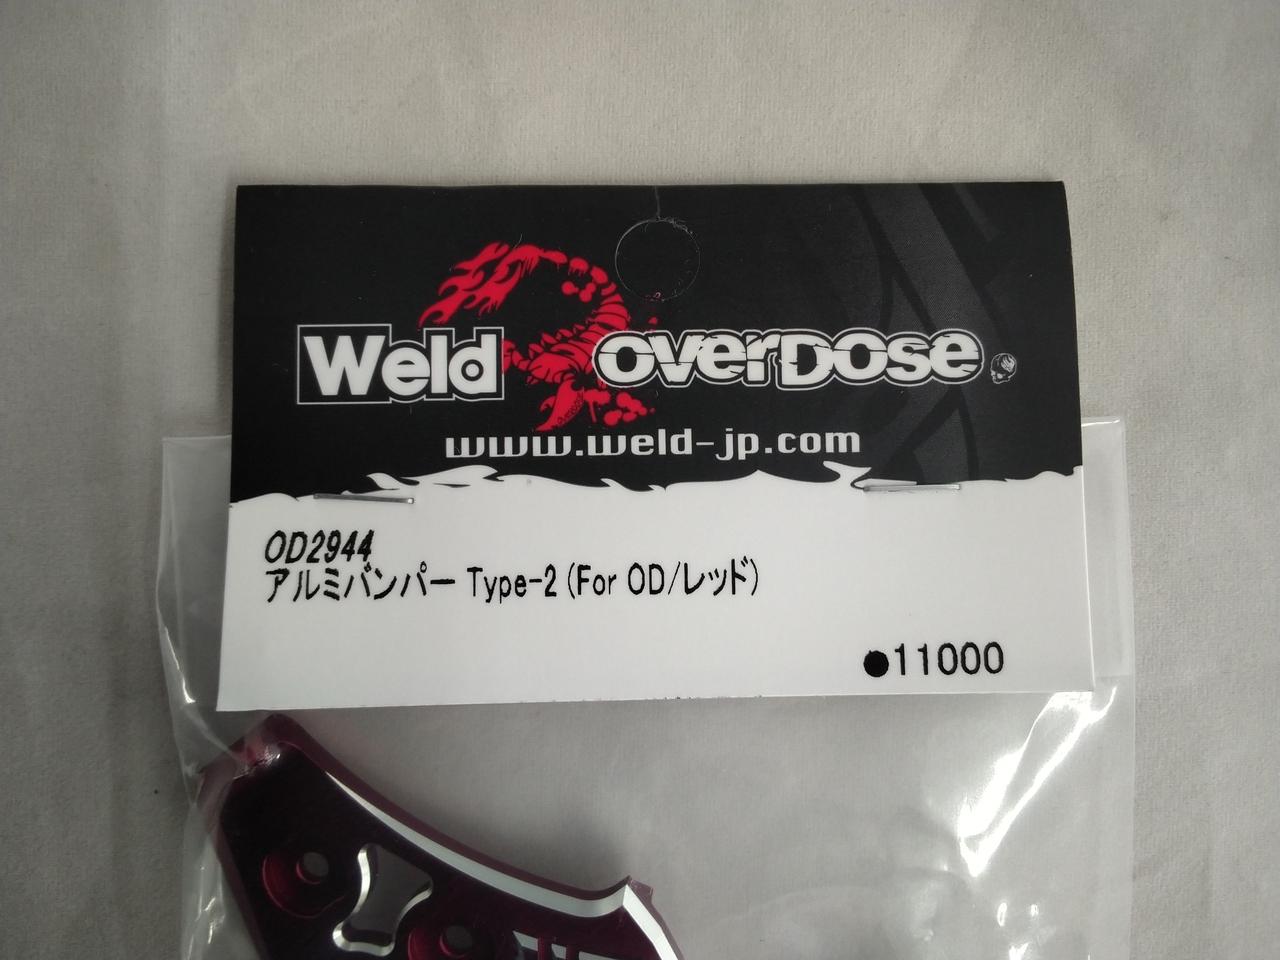 Weld OVERDOSE
www.weld-jp.com
OD2944
アルミバンパー Type-2 (For OD/レッド)
●11000